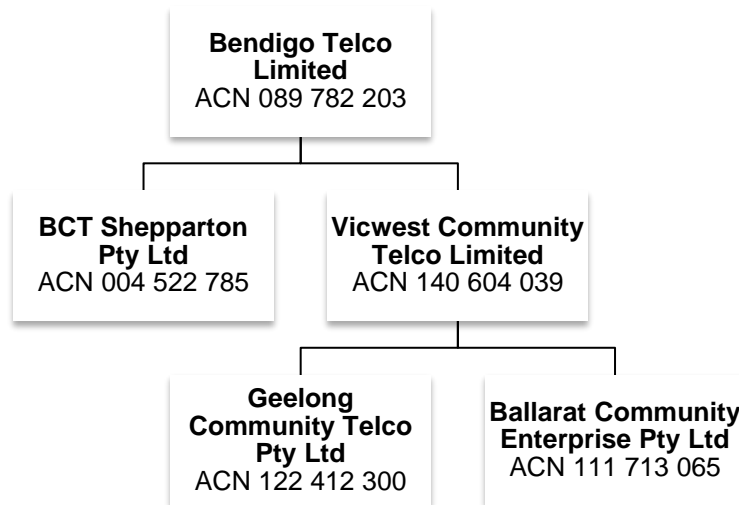 Bendigo Telco
Limited
ACN 089 782 203
BCT Shepparton
Pty Ltd
ACN 004 522 785
Vicwest Community
Telco Limited
ACN 140 604 039
Geelong
Community Telco
Pty Ltd
ACN 122 412 300
Ballarat Community
Enterprise Pty Ltd
ACN 111 713 065